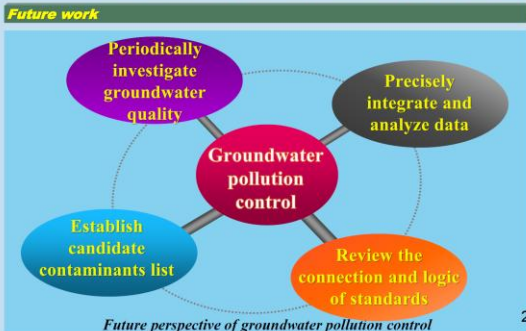 Future work
Periodically
investigate
groundwater
quality
Precisely
integrate and
analyze data
Groundwater
pollution
control
Establish
candidate
contaminants list
Review the
connection and logic
of standards
Future perspective of groundwater pollution control
2